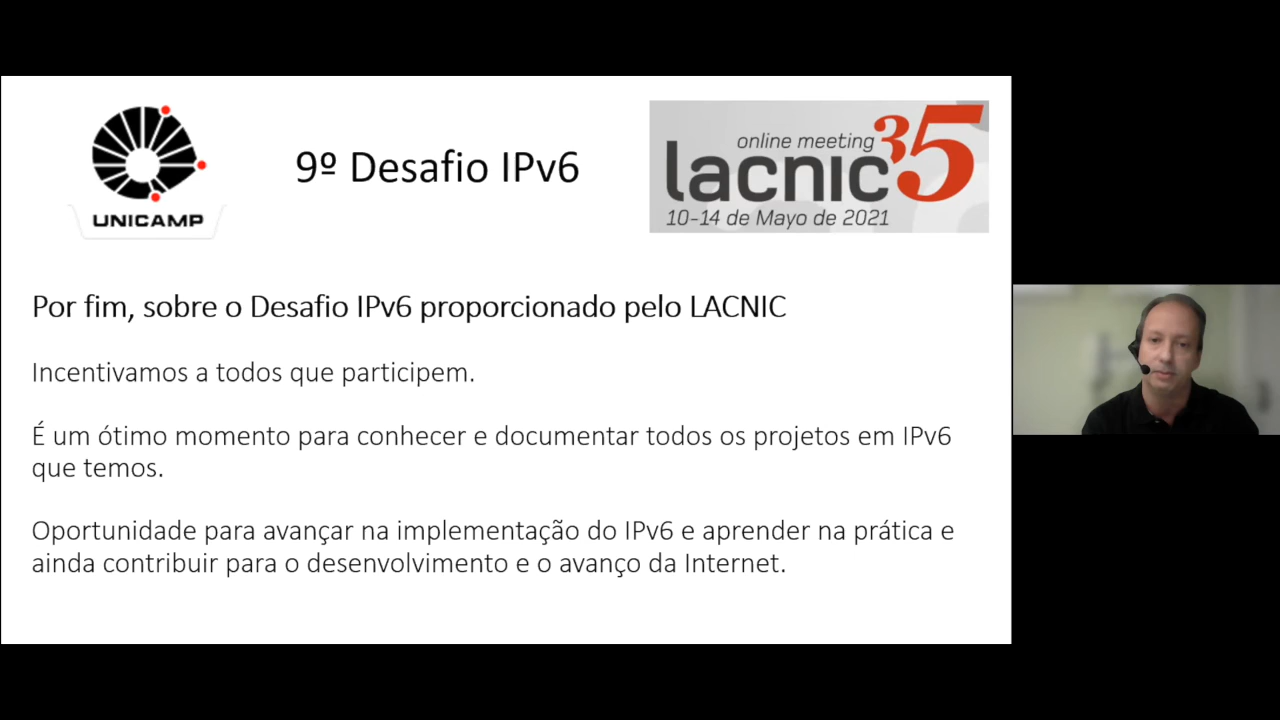 UNICAMP
9º Desafio IPv6
online meeting 35
lacnic
10-14 de Mayo de 2021
Por fim, sobre o Desafio IPv6 proporcionado pelo LACNIC
Incentivamos a todos que participem.
É um ótimo momento para conhecer e documentar todos os projetos em IPv6
que temos.
Oportunidade para avançar na implementação do IPv6 e aprender na prática e
ainda contribuir para o desenvolvimento e o avanço da Internet.